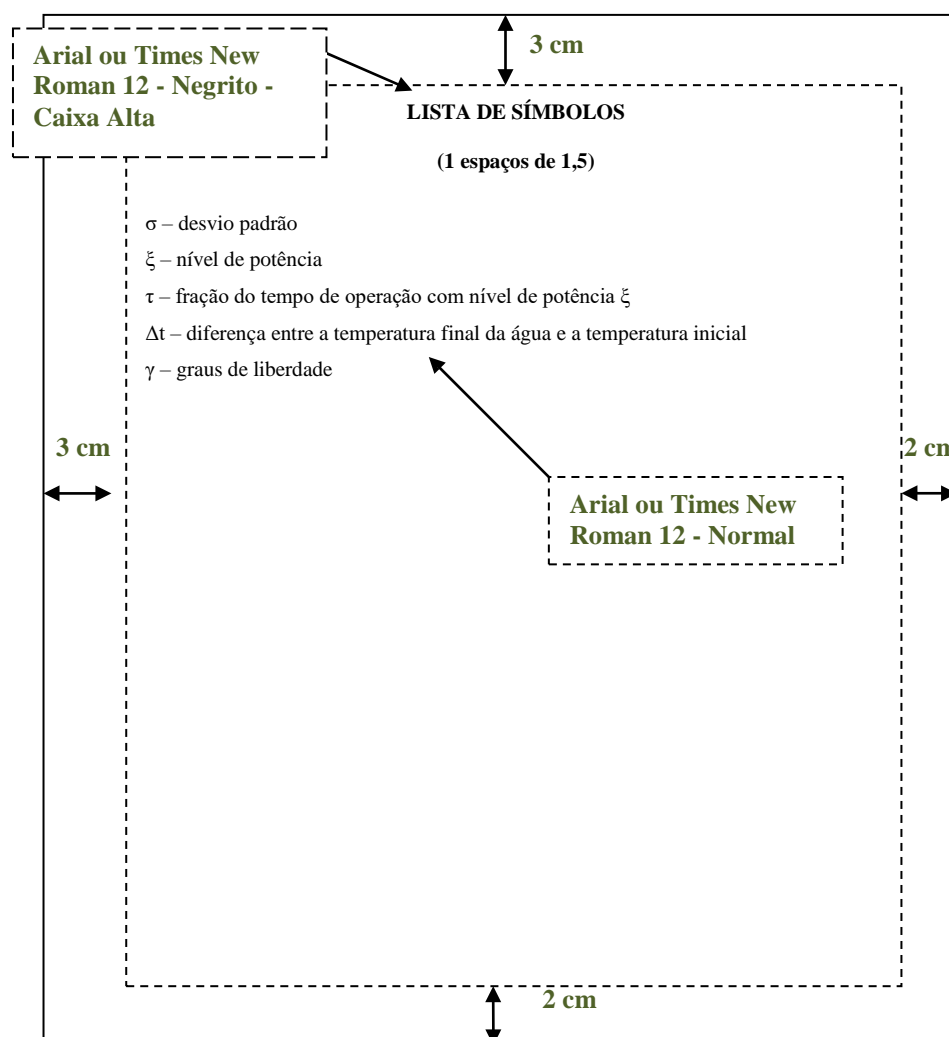 3 cm
Arial ou Times New
Roman 12 - Negrito -
Caixa Alta
LISTA DE SÍMBOLOS
(1 espaços de 1,5)
σ – desvio padrão
ξ – nível de potência
τ – fração do tempo de operação com nível de potência ξ
Δt – diferença entre a temperatura final da água e a temperatura inicial
γ – graus de liberdade
3 cm
2 cm
Arial ou Times New
Roman 12 - Normal
2 cm